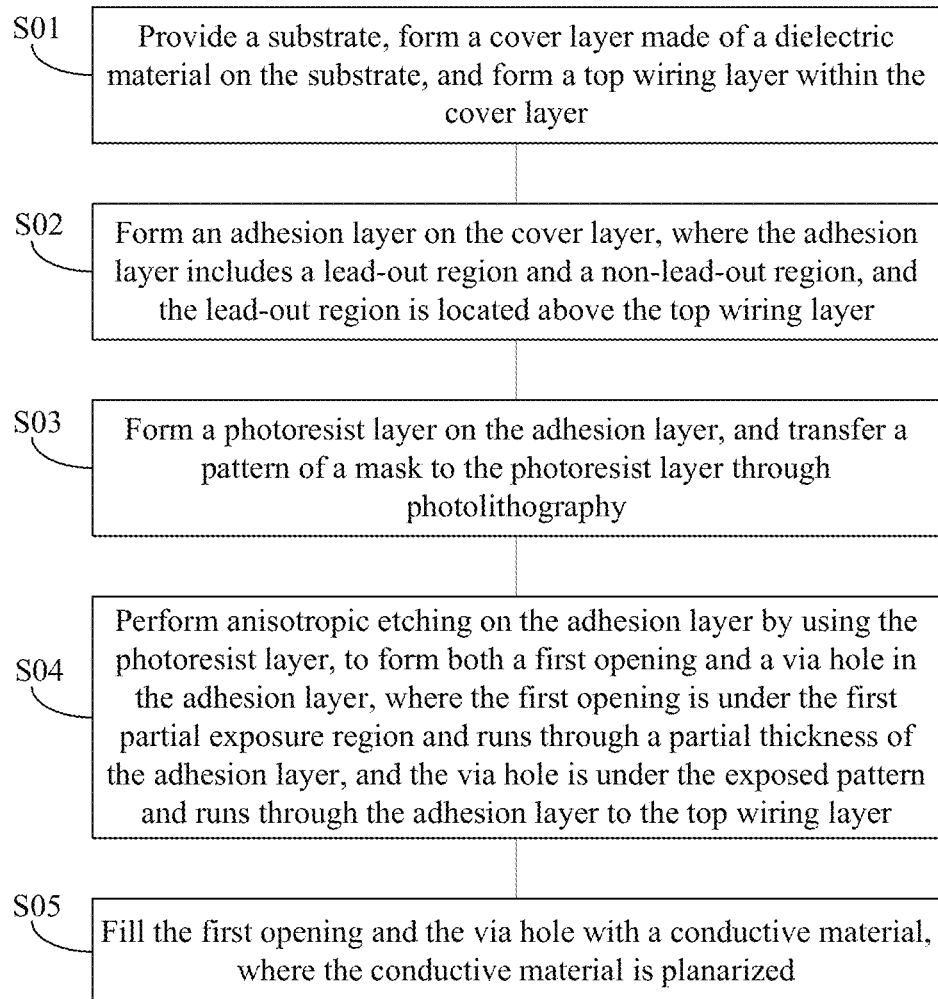 S01
Provide a substrate, form a cover layer made of a dielectric
material on the substrate, and form a top wiring layer within the
cover layer
S02
Form an adhesion layer on the cover layer, where the adhesion
layer includes a lead-out region and a non-lead-out region, and
the lead-out region is located above the top wiring layer
S03
Form a photoresist layer on the adhesion layer, and transfer a
pattern of a mask to the photoresist layer through
photolithography
S04
Perform anisotropic etching on the adhesion layer by using the
photoresist layer, to form both a first opening and a via hole in
the adhesion layer, where the first opening is under the first
partial exposure region and runs through a partial thickness of
the adhesion layer, and the via hole is under the exposed pattern
and runs through the adhesion layer to the top wiring layer
S05
Fill the first opening and the via hole with a conductive material,
where the conductive material is planarized